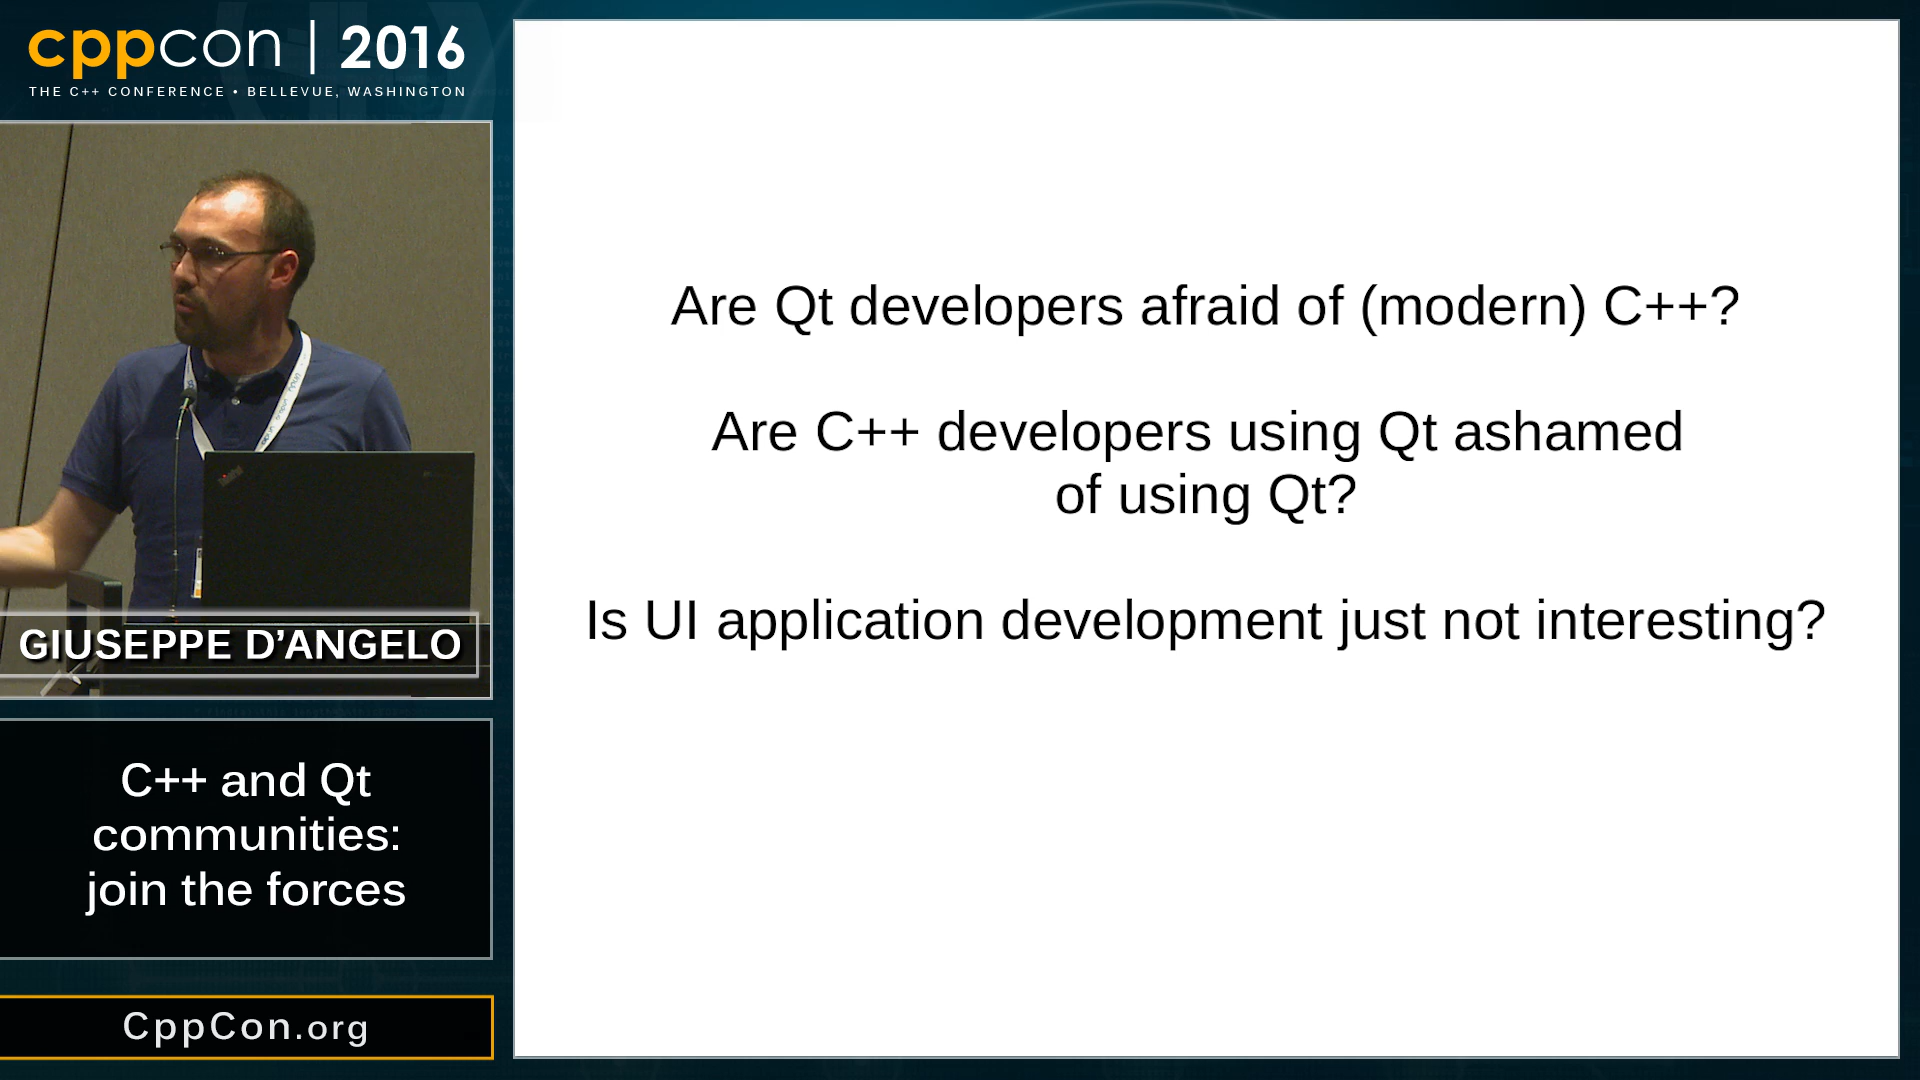 cppcon | 2016
THE C++ CONFERENCE • BELLEVUE, WASHINGTON
GIUSEPPE D’ANGELO
C++ and Qt
communities:
join the forces
CppCon.org
Are Qt developers afraid of (modern) C++?
Are C++ developers using Qt ashamed
of using Qt?
Is UI application development just not interesting?